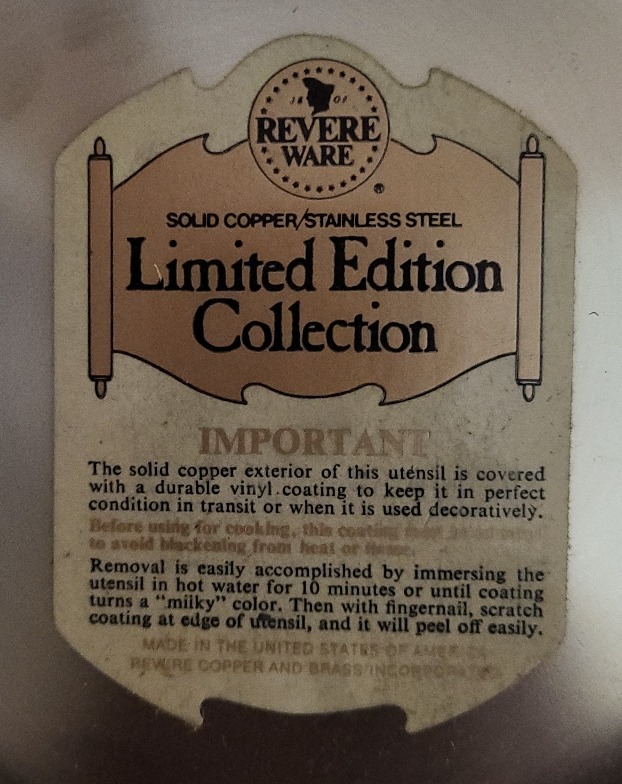 18 01
REVERE
WARE
®
SOLID COPPER/STAINLESS STEEL
Limited Edition
Collection
IMPORTANT
The solid copper exterior of this utensil is covered
with a durable vinyl coating to keep it in perfect
condition in transit or when it is used decoratively.
Before using for cooking, this coating must be
to avoid blackening from heat or flame.
Removal is easily accomplished by immersing the
utensil in hot water for 10 minutes or until coating
turns a “milky” color. Then with fingernail, scratch
coating at edge of utensil, and it will peel off easily.
MADE IN THE UNITED STATES OF AMERICA
REVERE COPPER AND BRASS INCORPORATED